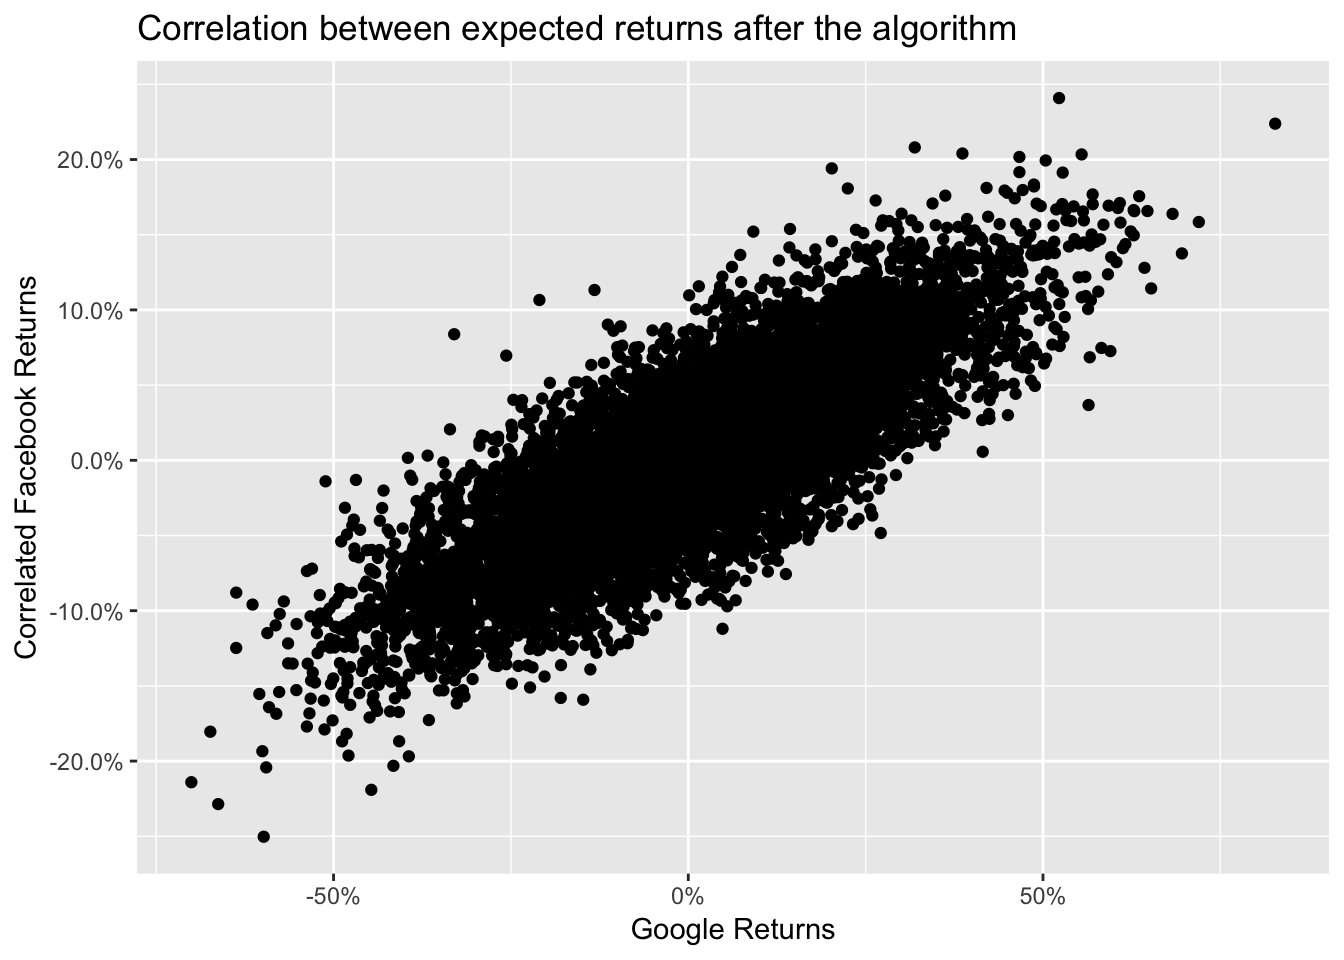 Correlation between expected returns after the algorithm
Correlated Facebook Returns
20.0%
10.0%
0.0%
-10.0%
-20.0%
-50%
0%
50%
Google Returns